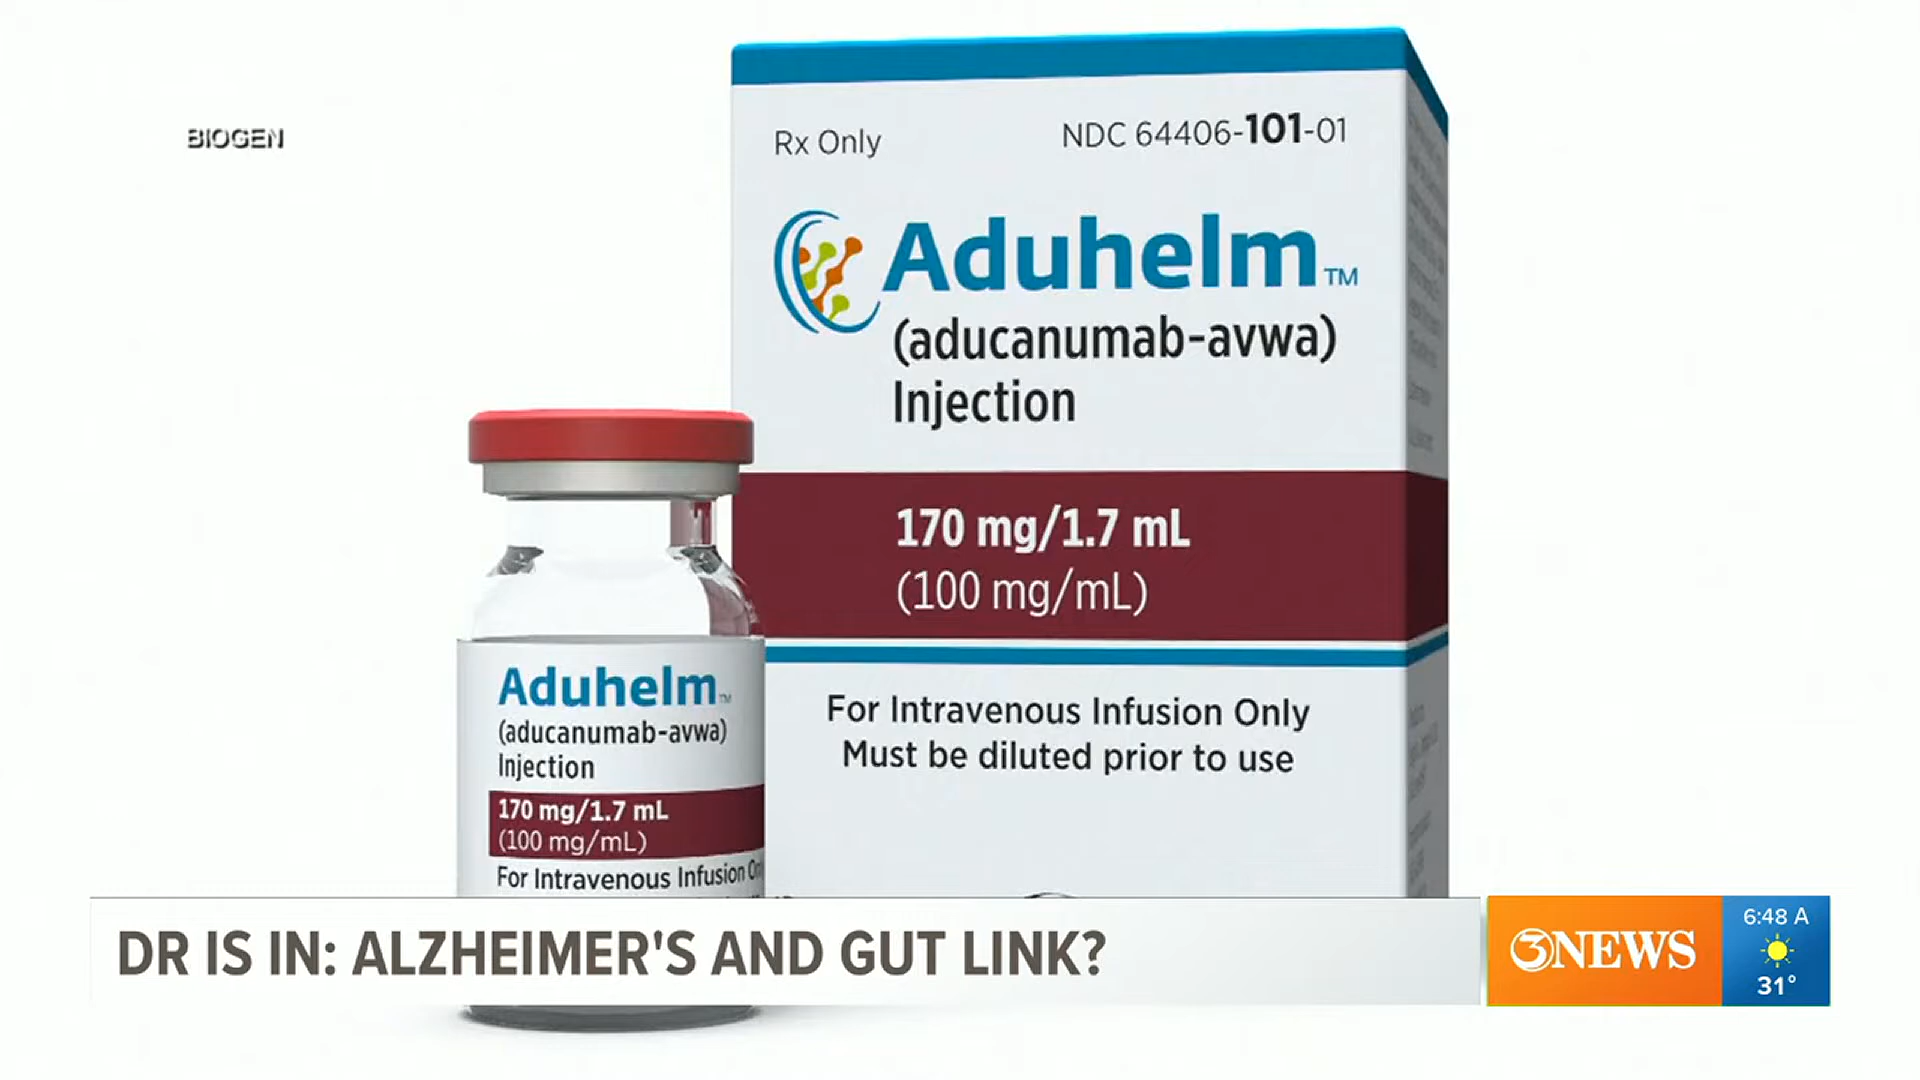 BIOGEN
Rx Only
NDC 64406-101-01
Aduhelm™
(aducanumab-avwa)
Injection
170 mg/1.7 mL
(100 mg/mL)
For Intravenous Infusion Only
Must be diluted prior to use
Aduhelm™
(aducanumab-avwa)
Injection
170 mg/1.7 mL
(100 mg/mL)
For Intravenous Infusion
DR IS IN: ALZHEIMER'S AND GUT LINK?
3NEWS
6:48 A
31°